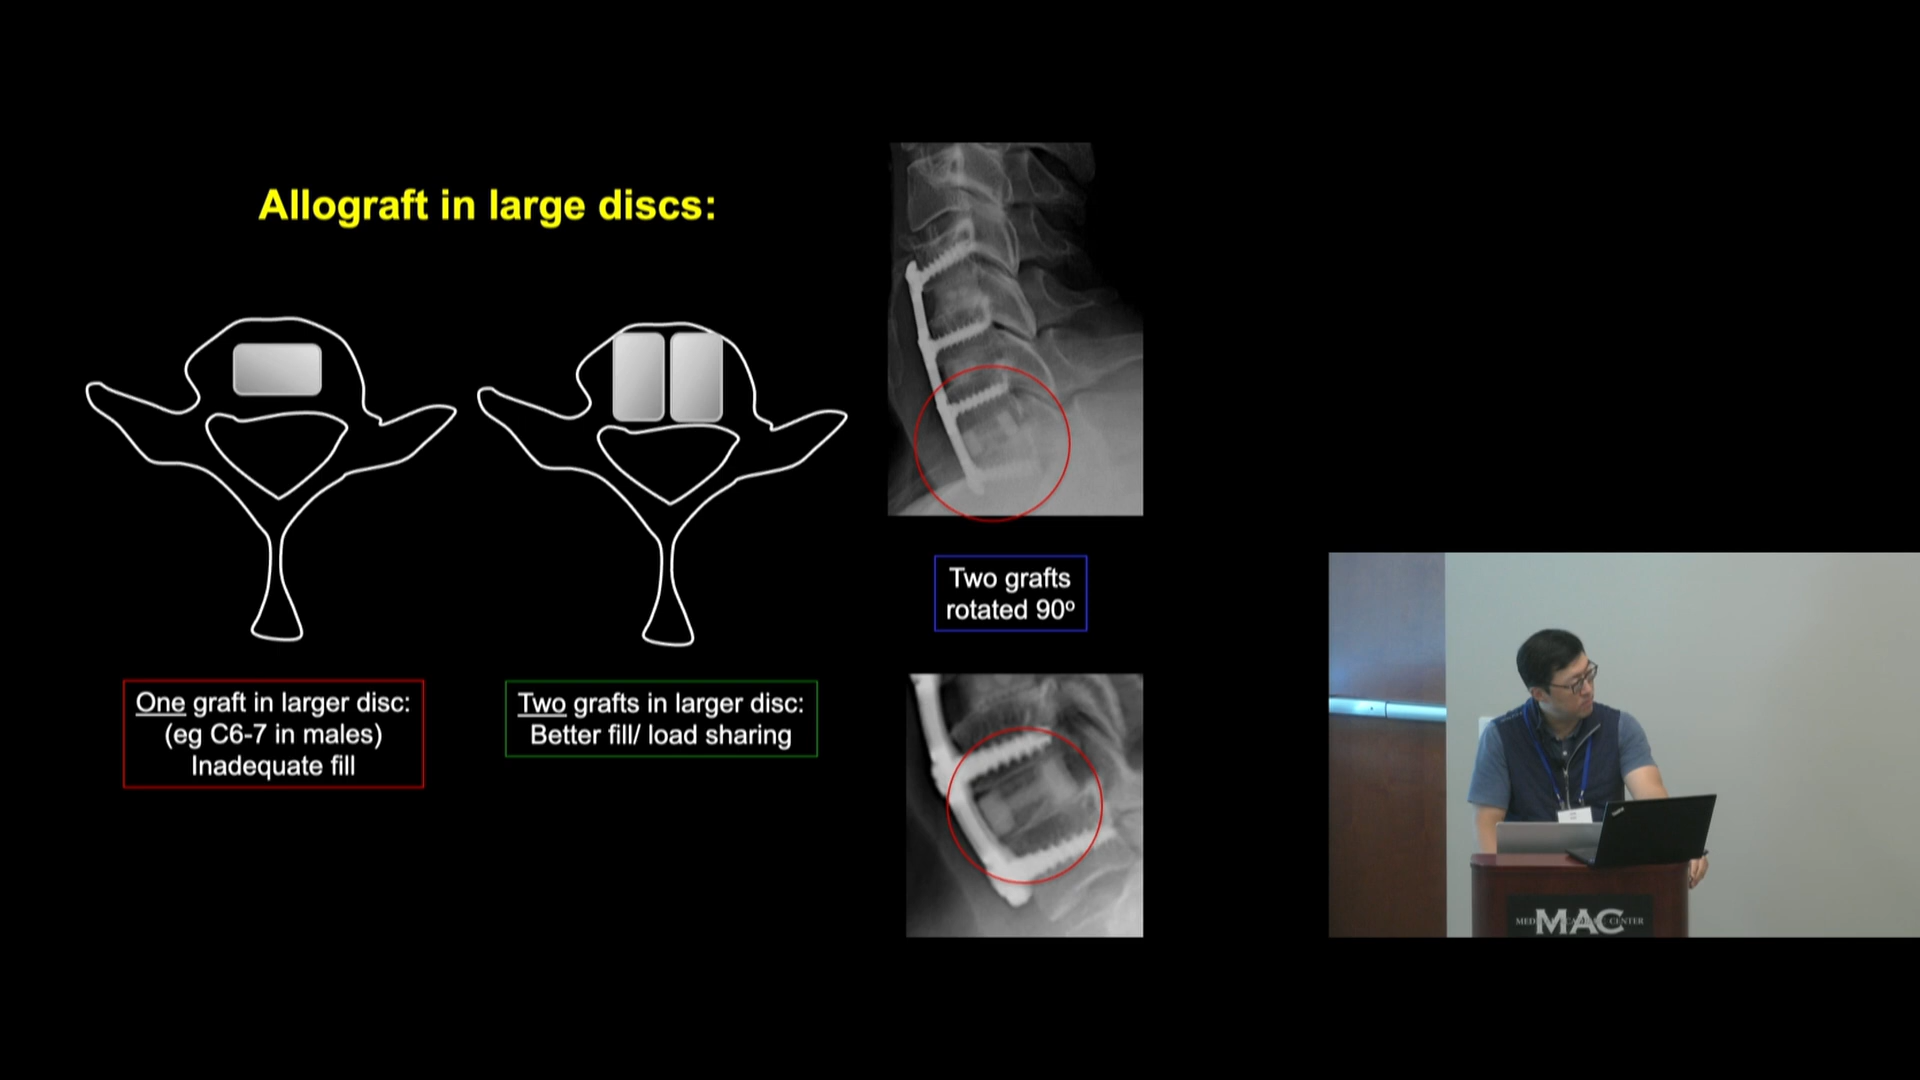 Allograft in large discs:
One graft in larger disc:
(eg C6-7 in males)
Inadequate fill
Two grafts in larger disc:
Better fill/ load sharing
Two grafts
rotated 90º
MAC